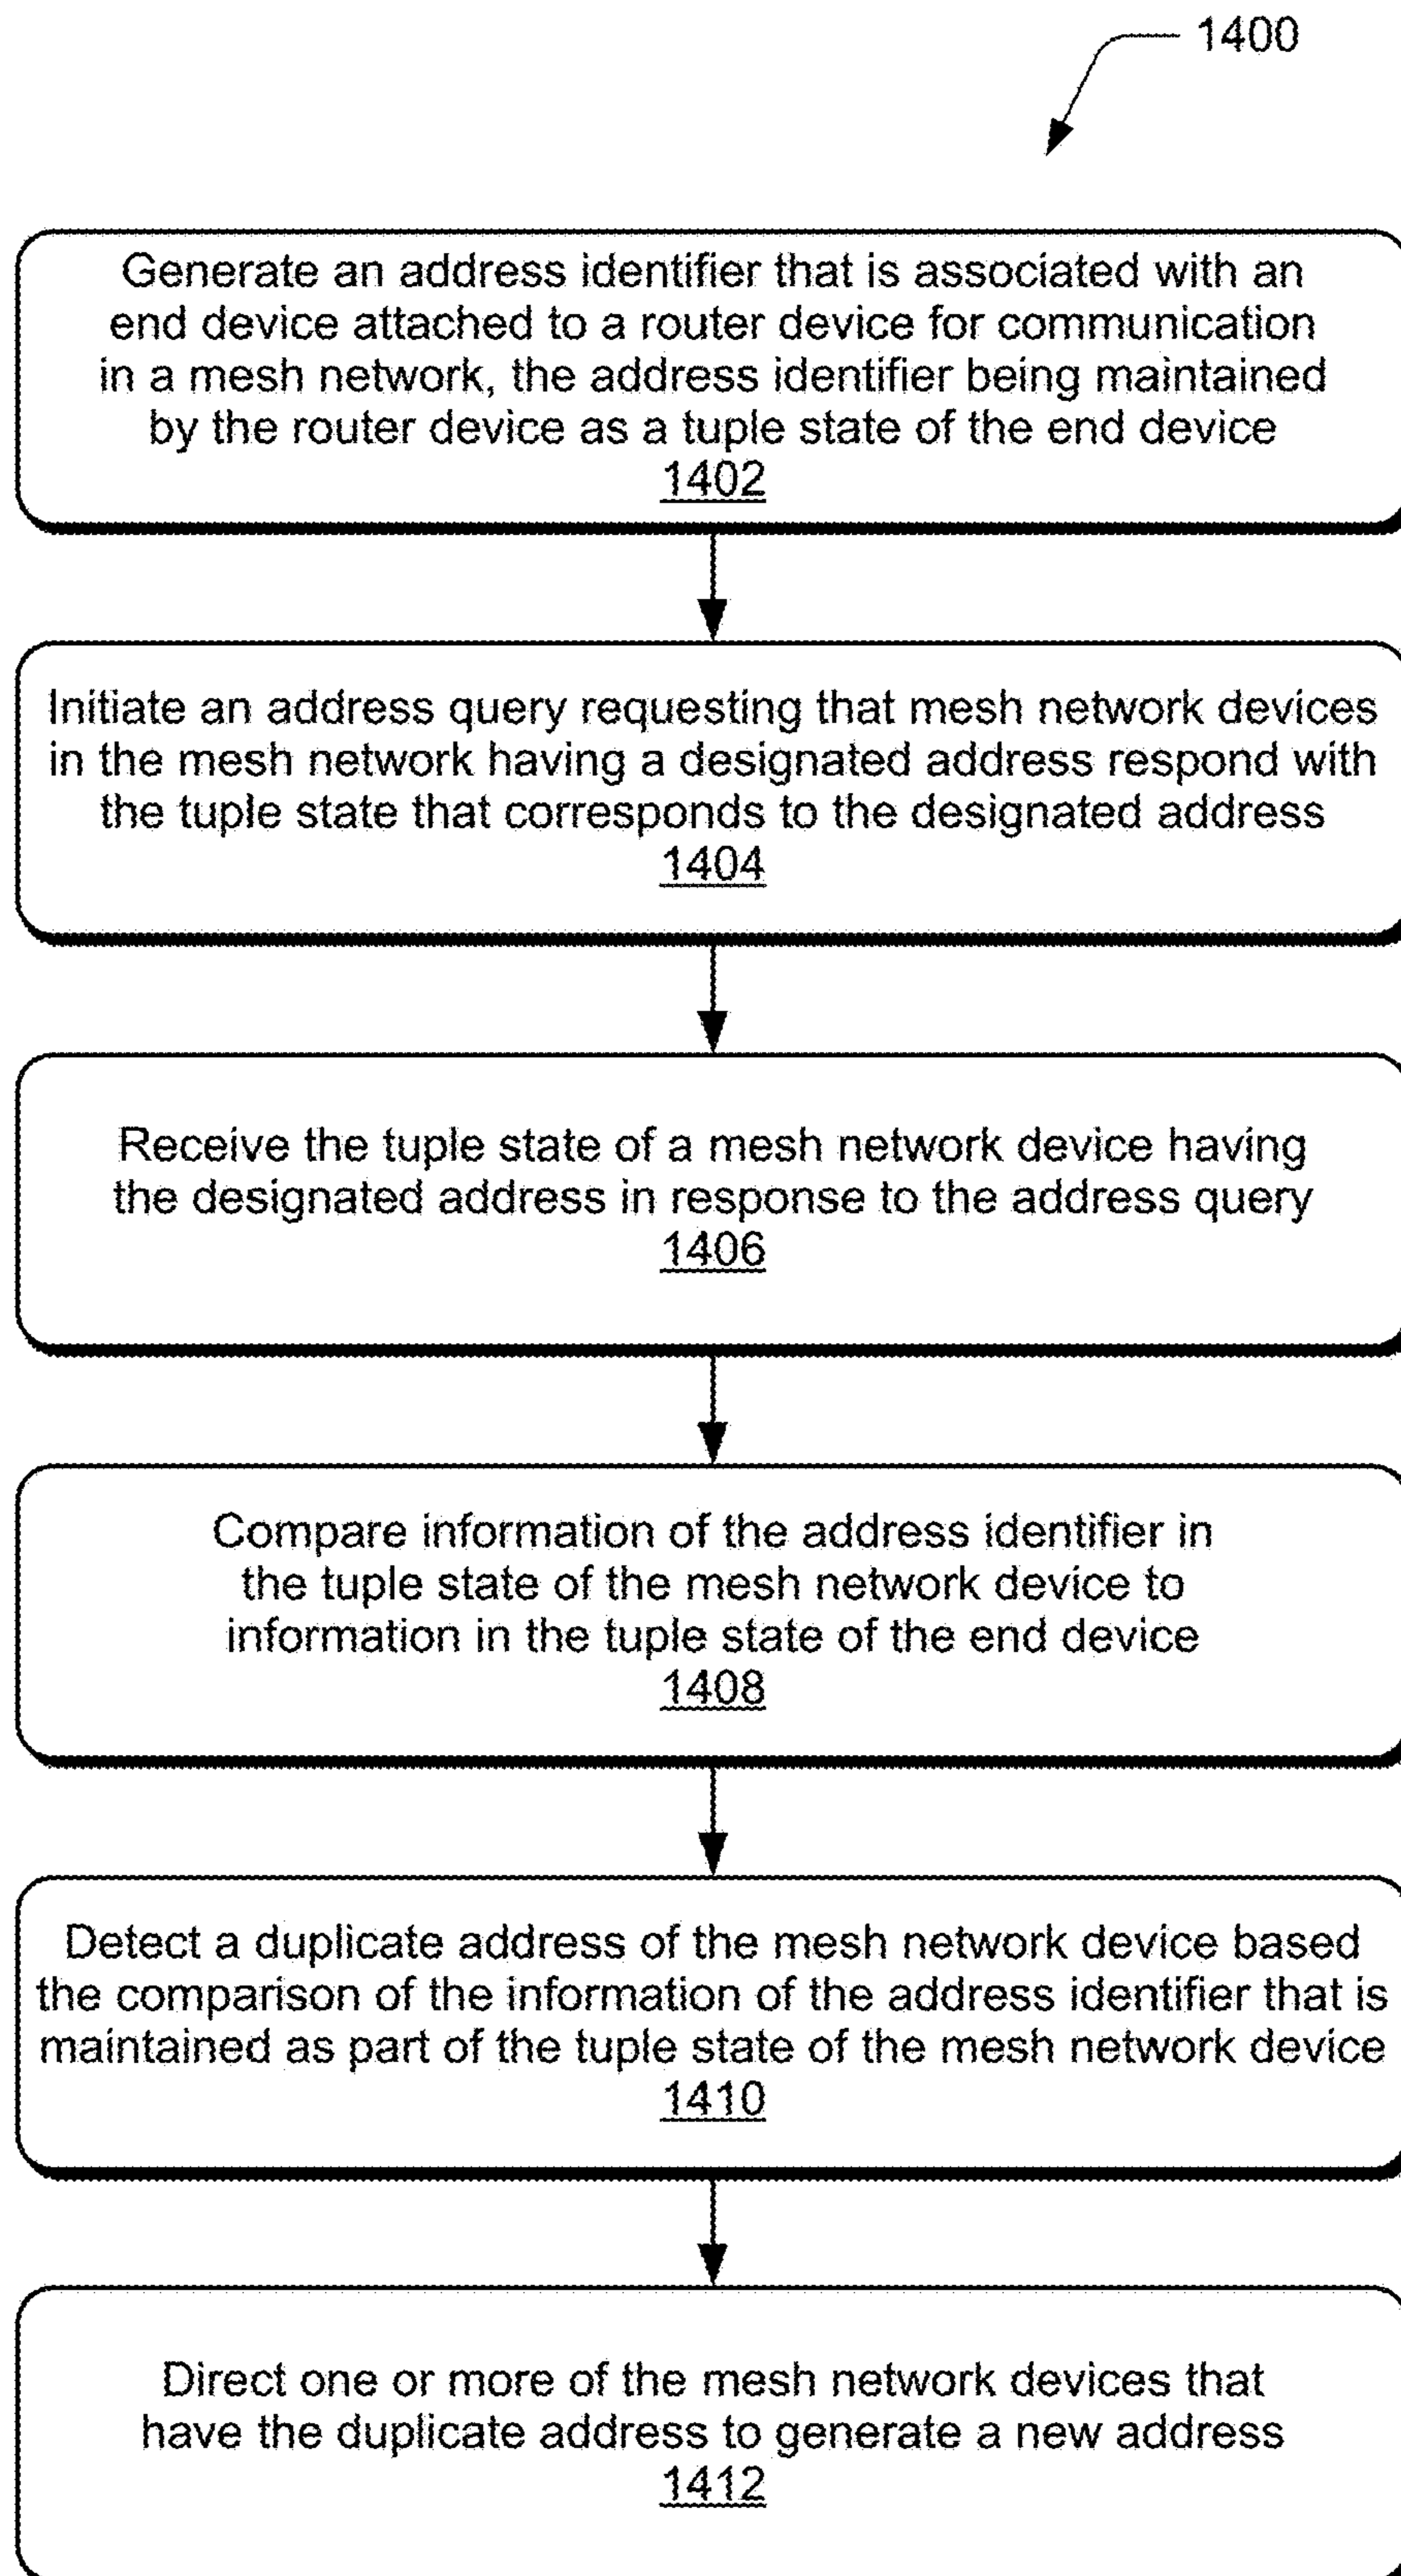 1400
Generate an address identifier that is associated with an
end device attached to a router device for communication
in a mesh network, the address identifier being maintained
by the router device as a tuple state of the end device
1402
Initiate an address query requesting that mesh network devices
in the mesh network having a designated address respond with
the tuple state that corresponds to the designated address
1404
Receive the tuple state of a mesh network device having
the designated address in response to the address query
1406
Compare information of the address identifier in
the tuple state of the mesh network device to
information in the tuple state of the end device
1408
Detect a duplicate address of the mesh network device based
the comparison of the information of the address identifier that is
maintained as part of the tuple state of the mesh network device
1410
Direct one or more of the mesh network devices that
have the duplicate address to generate a new address
1412